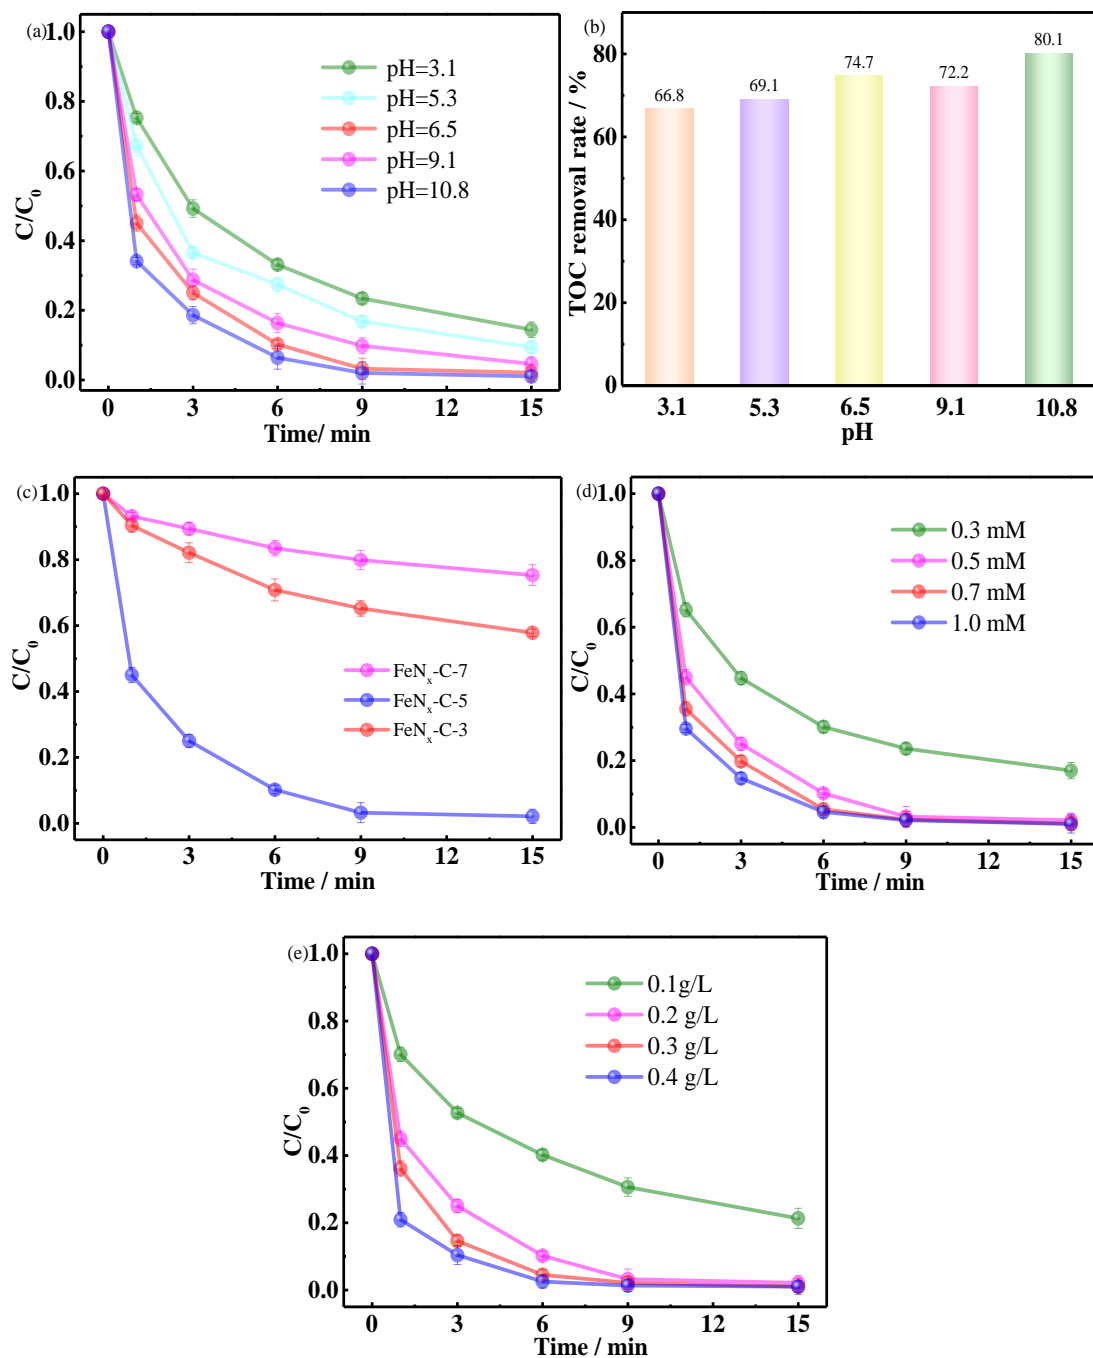 (a)
1.0
0.8
0.6
0.4
0.2
0.0
C/C₀
pH=3.1
pH=5.3
pH=6.5
pH=9.1
pH=10.8
0 3 6 9 12 15
Time/ min
(b)
80
60
40
20
0
TOC removal rate / %
66.8
69.1
74.7
72.2
80.1
3.1 5.3 6.5 9.1 10.8
pH
(c)
1.0
0.8
0.6
0.4
0.2
0.0
C/C₀
FeNₓ-C-7
FeNₓ-C-5
FeNₓ-C-3
0 3 6 9 12 15
Time / min
(d)
1.0
0.8
0.6
0.4
0.2
0.0
C/C₀
0.3 mM
0.5 mM
0.7 mM
1.0 mM
0 3 6 9 12 15
Time / min
(e)
1.0
0.8
0.6
0.4
0.2
0.0
C/C₀
0.1g/L
0.2 g/L
0.3 g/L
0.4 g/L
0 3 6 9 12 15
Time / min